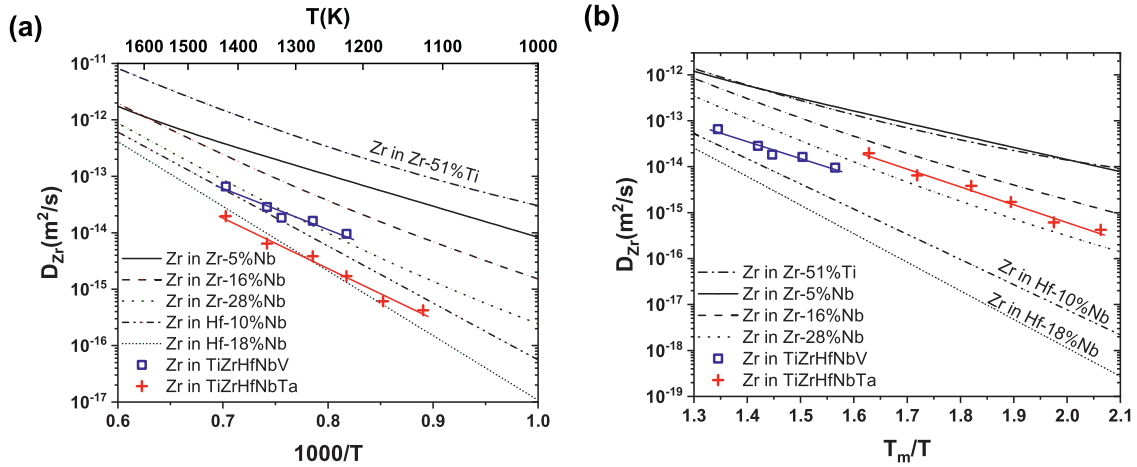 (a)
T(K)
1600 1500 1400 1300 1200 1100 1000
10⁻¹¹
10⁻¹²
10⁻¹³
10⁻¹⁴
10⁻¹⁵
10⁻¹⁶
10⁻¹⁷
D_Zr(m²/s)
Zr in Zr-51%Ti
Zr in Zr-5%Nb
Zr in Zr-16%Nb
Zr in Zr-28%Nb
Zr in Hf-10%Nb
Zr in Hf-18%Nb
Zr in TiZrHfNbV
Zr in TiZrHfNbTa
0.6 0.7 0.8 0.9 1.0
1000/T
(b)
10⁻¹²
10⁻¹³
10⁻¹⁴
10⁻¹⁵
10⁻¹⁶
10⁻¹⁷
10⁻¹⁸
10⁻¹⁹
D_Zr(m²/s)
Zr in Zr-51%Ti
Zr in Zr-5%Nb
Zr in Zr-16%Nb
Zr in Zr-28%Nb
Zr in TiZrHfNbV
Zr in TiZrHfNbTa
Zr in Hf-10%Nb
Zr in Hf-18%Nb
1.3 1.4 1.5 1.6 1.7 1.8 1.9 2.0 2.1
T_m/T